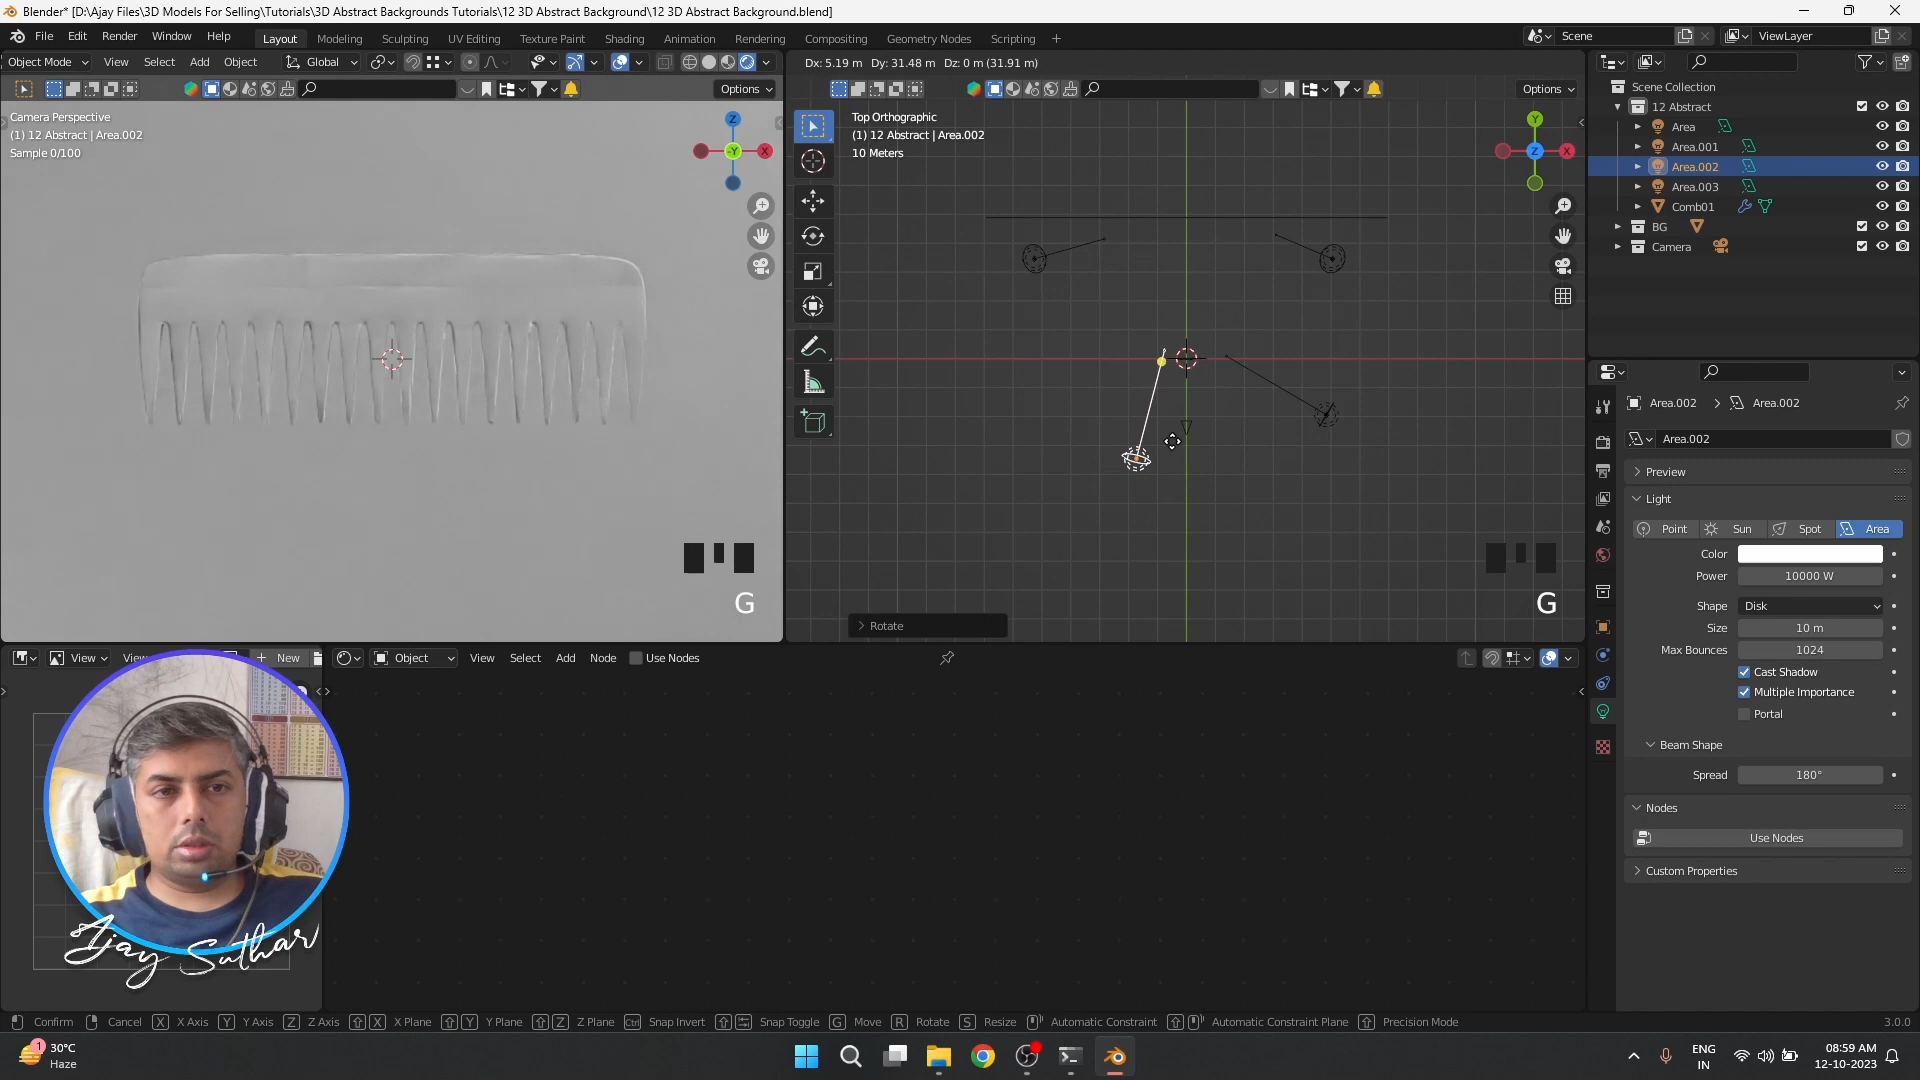 Blender* [D:\Ajay Files\3D Models For Selling\Tutorials\3D Abstract Backgrounds Tutorials\12 3D Abstract Background\12 3D Abstract Background.blend]
File Edit Render Window Help Layout Modeling Sculpting UV Editing Texture Paint Shading Animation Rendering Compositing Geometry Nodes Scripting + Scene ViewLayer
Object Mode View Select Add Object Global Dx: 5.19 m Dy: 31.48 m Dz: 0 m (31.91 m)
Options Options
Scene Collection
12 Abstract
Area
Area.001
Area.002
Area.003
Comb01
BG
Camera
Camera Perspective
(1) 12 Abstract | Area.002
Sample 0/100
Z
-Y X
G
Top Orthographic
(1) 12 Abstract | Area.002
10 Meters
Y
Z X
G
Rotate
Area.002 > Area.002
Area.002
Preview
Light
Point Sun Spot Area
Color
Power 10000 W
Shape Disk
Size 10 m
Max Bounces 1024
Cast Shadow
Multiple Importance
Portal
Beam Shape
Spread 180°
Nodes
Use Nodes
Custom Properties
View New Object View Select Add Node Use Nodes
Ajay Suthar
Confirm Cancel X X Axis Y Y Axis Z Z Axis X X Plane Y Y Plane Z Z Plane Ctrl Snap Invert Snap Toggle G Move R Rotate S Resize Automatic Constraint Automatic Constraint Plane Precision Mode 3.0.0
1
30°C
Haze
ENG
IN
08:59 AM
12-10-2023